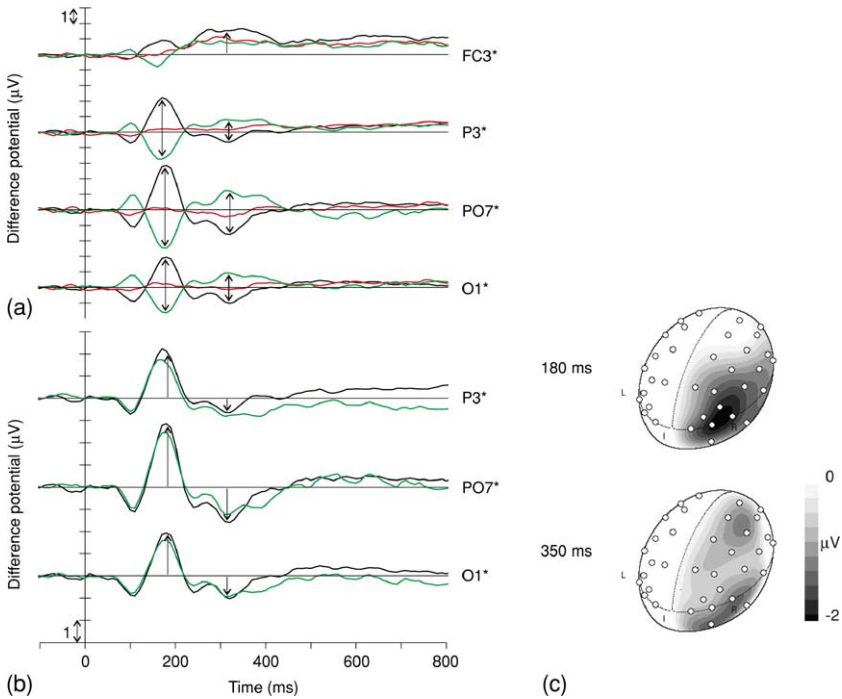 1
Difference potential (μV)
FC3*
P3*
PO7*
O1*
(a)
P3*
Difference potential (μV)
PO7*
O1*
1
0 200 400 600 800
(b)
Time (ms)
180 ms
L
I
R
350 ms
L
I
R
0
μV
-2
(c)